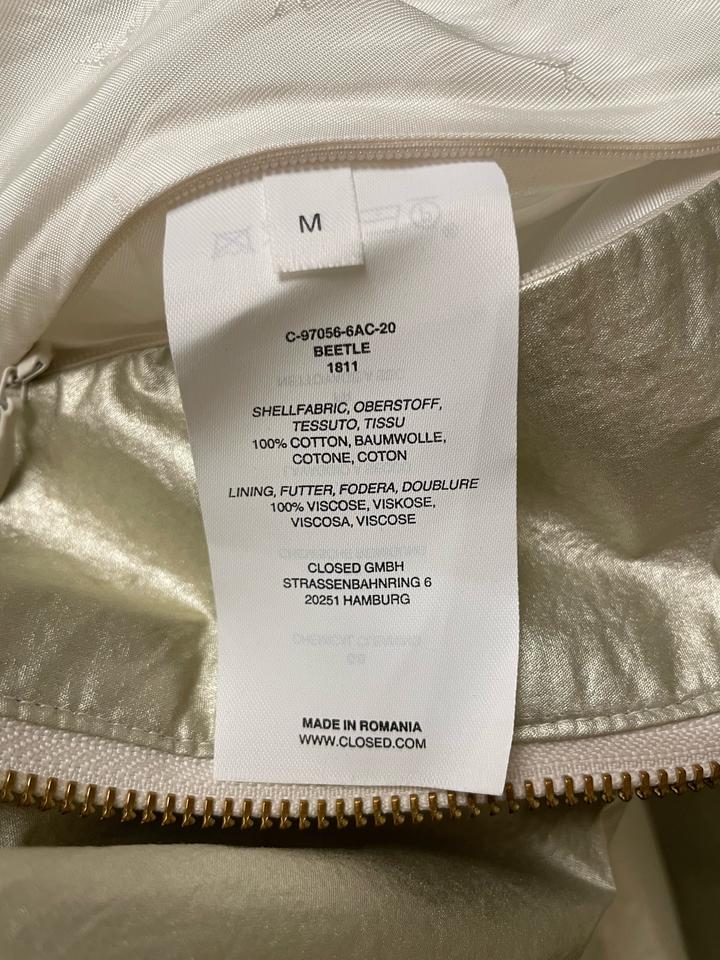 M
C-97056-6AC-20
BEETLE
1811
SHELLFABRIC, OBERSTOFF,
TESSUTO, TISSU
100% COTTON, BAUMWOLLE,
COTONE, COTON
LINING, FUTTER, FODERA, DOUBLURE
100% VISCOSE, VISKOSE,
VISCOSA, VISCOSE
CLOSED GMBH
STRASSENBAHNRING 6
20251 HAMBURG
MADE IN ROMANIA
WWW.CLOSED.COM